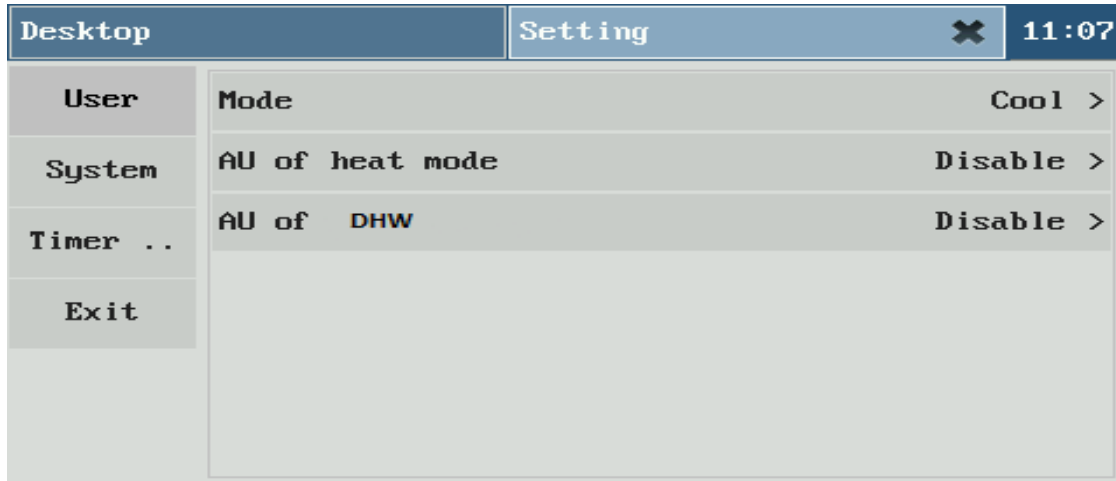 Desktop Setting ✖ 11:07
User
System
Timer ..
Exit
Mode Cool >
AU of heat mode Disable >
AU of DHW Disable >